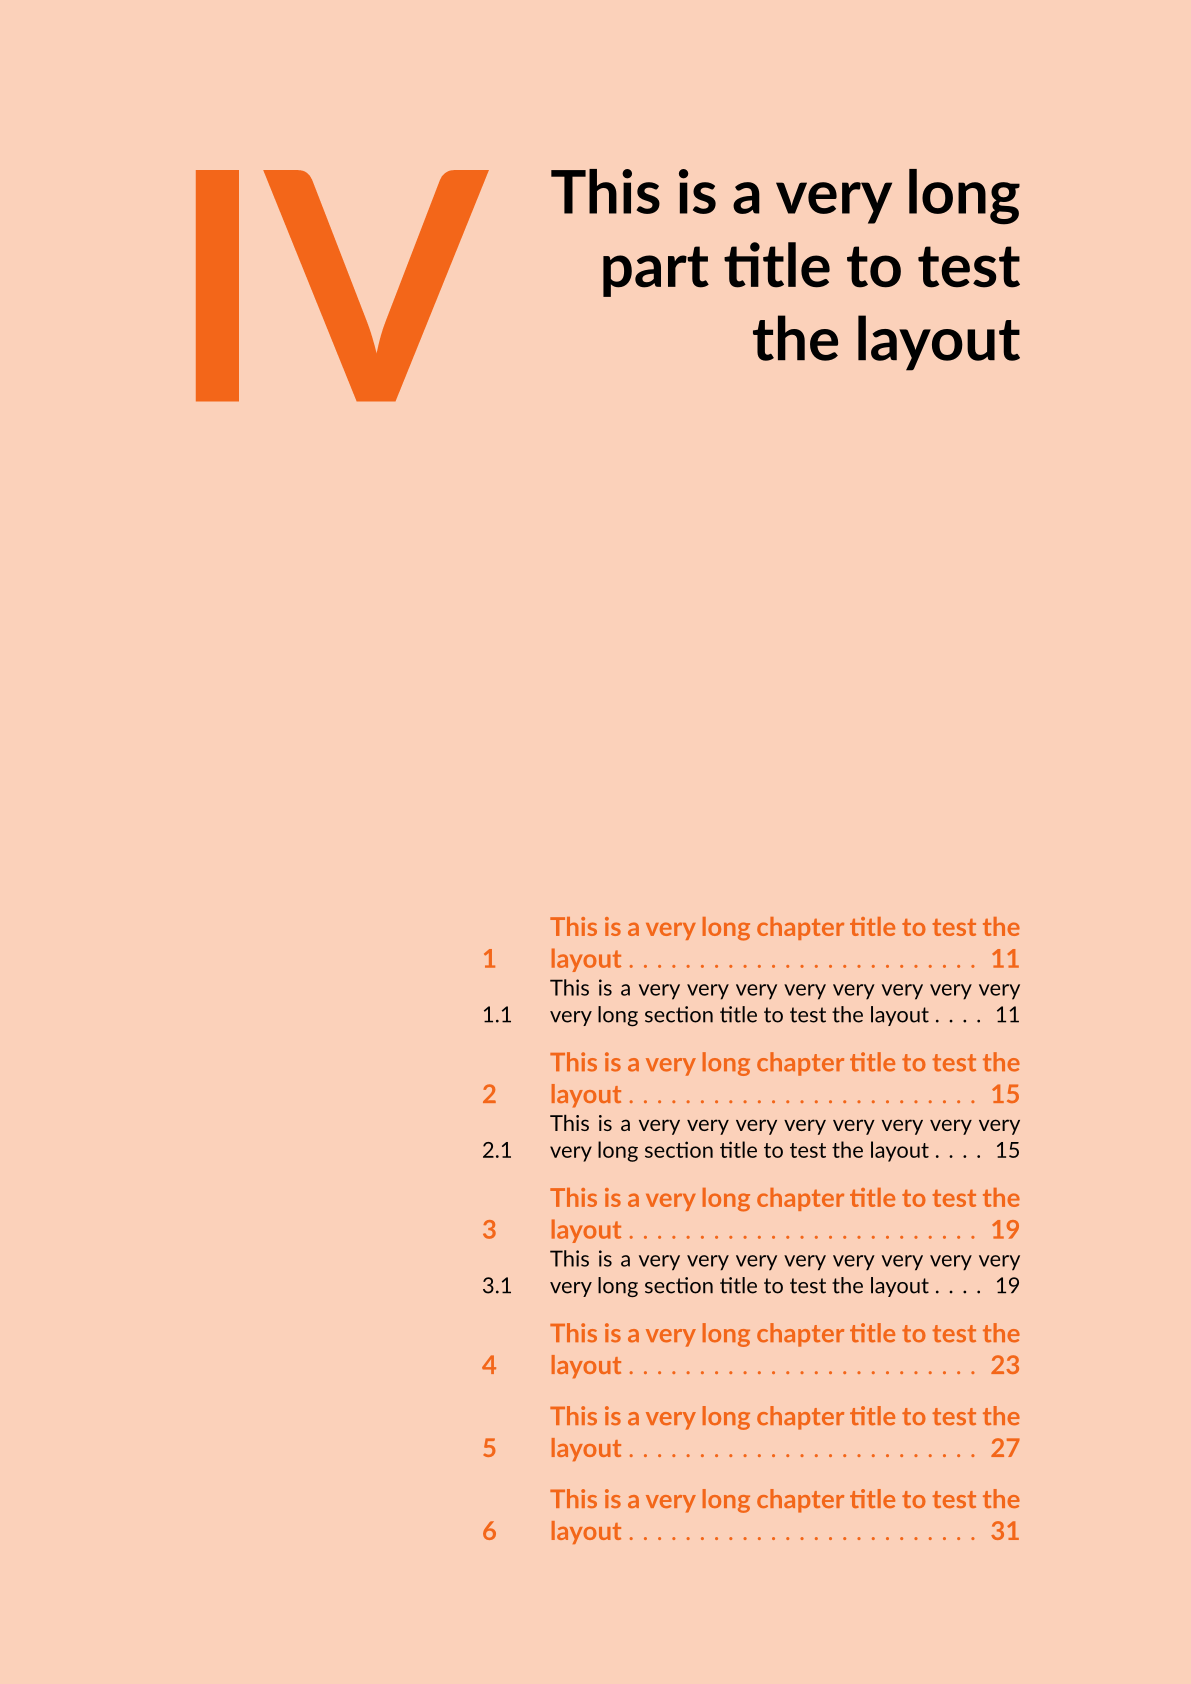 IV
This is a very long
part title to test
the layout
This is a very long chapter title to test the
1 layout . . . . . . . . . . . . . . . . . . . . . . . . . 11
This is a very very very very very very very very
1.1 very long section title to test the layout . . . . 11
This is a very long chapter title to test the
2 layout . . . . . . . . . . . . . . . . . . . . . . . . . 15
This is a very very very very very very very very
2.1 very long section title to test the layout . . . . 15
This is a very long chapter title to test the
3 layout . . . . . . . . . . . . . . . . . . . . . . . . . 19
This is a very very very very very very very very
3.1 very long section title to test the layout . . . . 19
This is a very long chapter title to test the
4 layout . . . . . . . . . . . . . . . . . . . . . . . . . 23
This is a very long chapter title to test the
5 layout . . . . . . . . . . . . . . . . . . . . . . . . . 27
This is a very long chapter title to test the
6 layout . . . . . . . . . . . . . . . . . . . . . . . . . 31